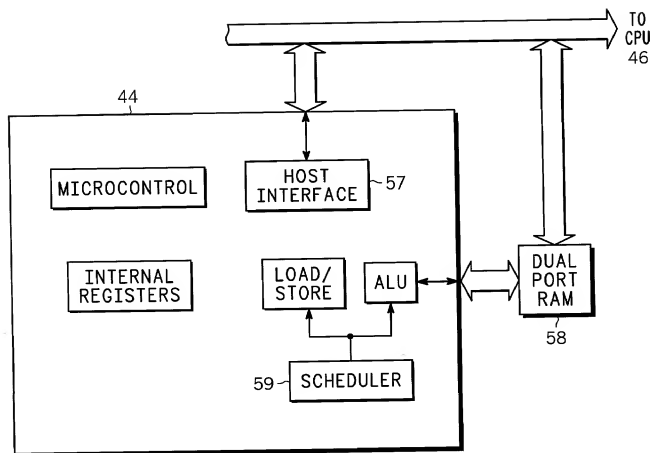 TO
CPU
46
44
MICROCONTROL
HOST
INTERFACE
57
INTERNAL
REGISTERS
LOAD/
STORE
ALU
DUAL
PORT
RAM
58
59
SCHEDULER